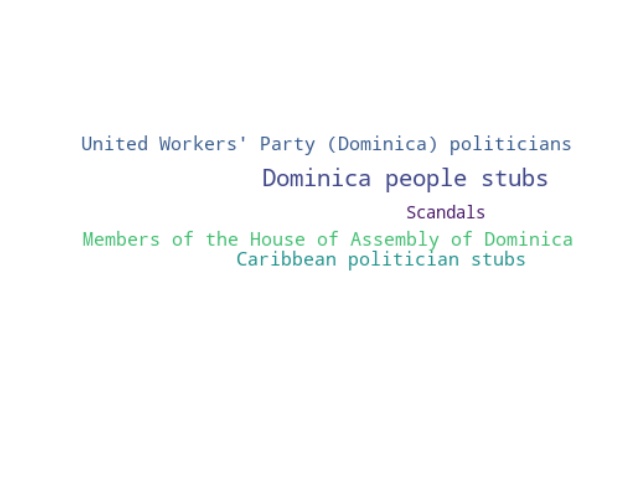 United Workers' Party (Dominica) politicians
Dominica people stubs
Scandals
Members of the House of Assembly of Dominica
Caribbean politician stubs